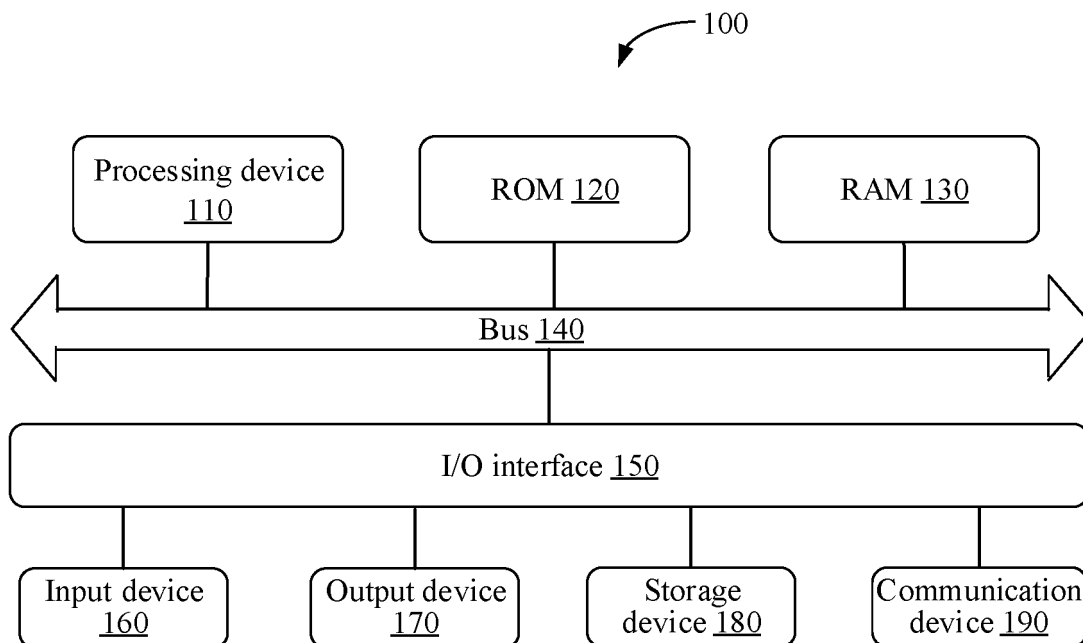 100
Processing device
110
ROM 120
RAM 130
Bus 140
I/O interface 150
Input device
160
Output device
170
Storage
device 180
Communication
device 190